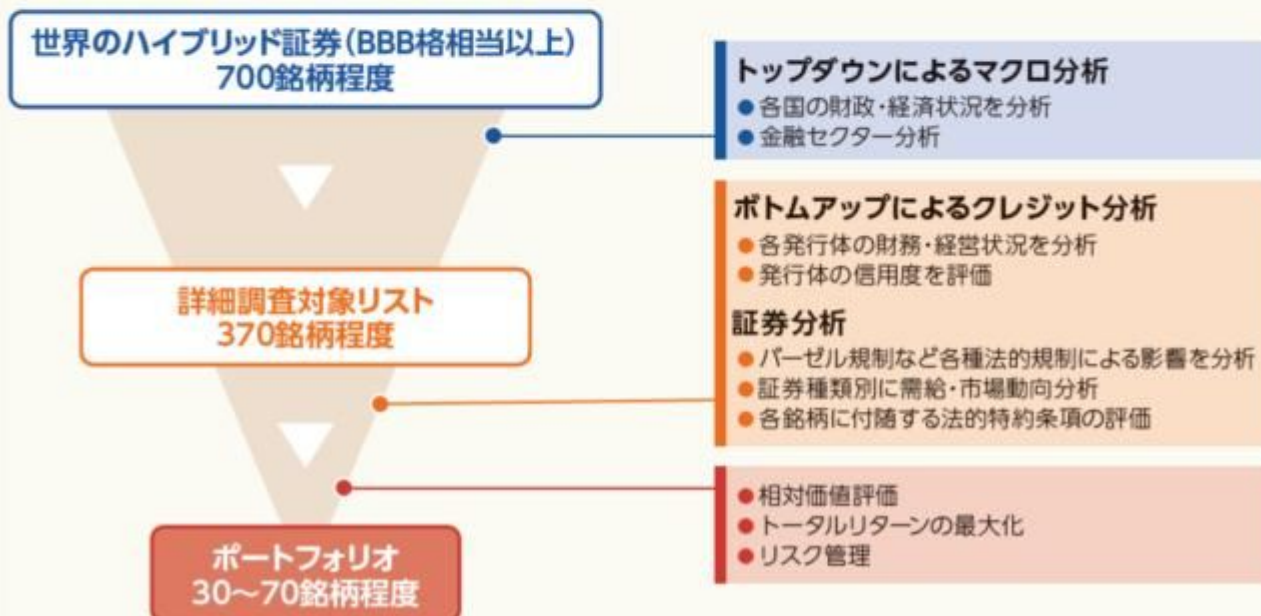 世界のハイブリッド証券(BBB格相当以上)
700銘柄程度
トップダウンによるマクロ分析
●各国の財政・経済状況を分析
●金融セクター分析
ボトムアップによるクレジット分析
●各発行体の財務・経営状況を分析
●発行体の信用度を評価
詳細調査対象リスト
370銘柄程度
証券分析
●バーゼル規制など各種法的規制による影響を分析
●証券種類別に需給・市場動向分析
●各銘柄に付随する法的特約条項の評価
●相対価値評価
●トータルリターンの最大化
●リスク管理
ポートフォリオ
30～70銘柄程度